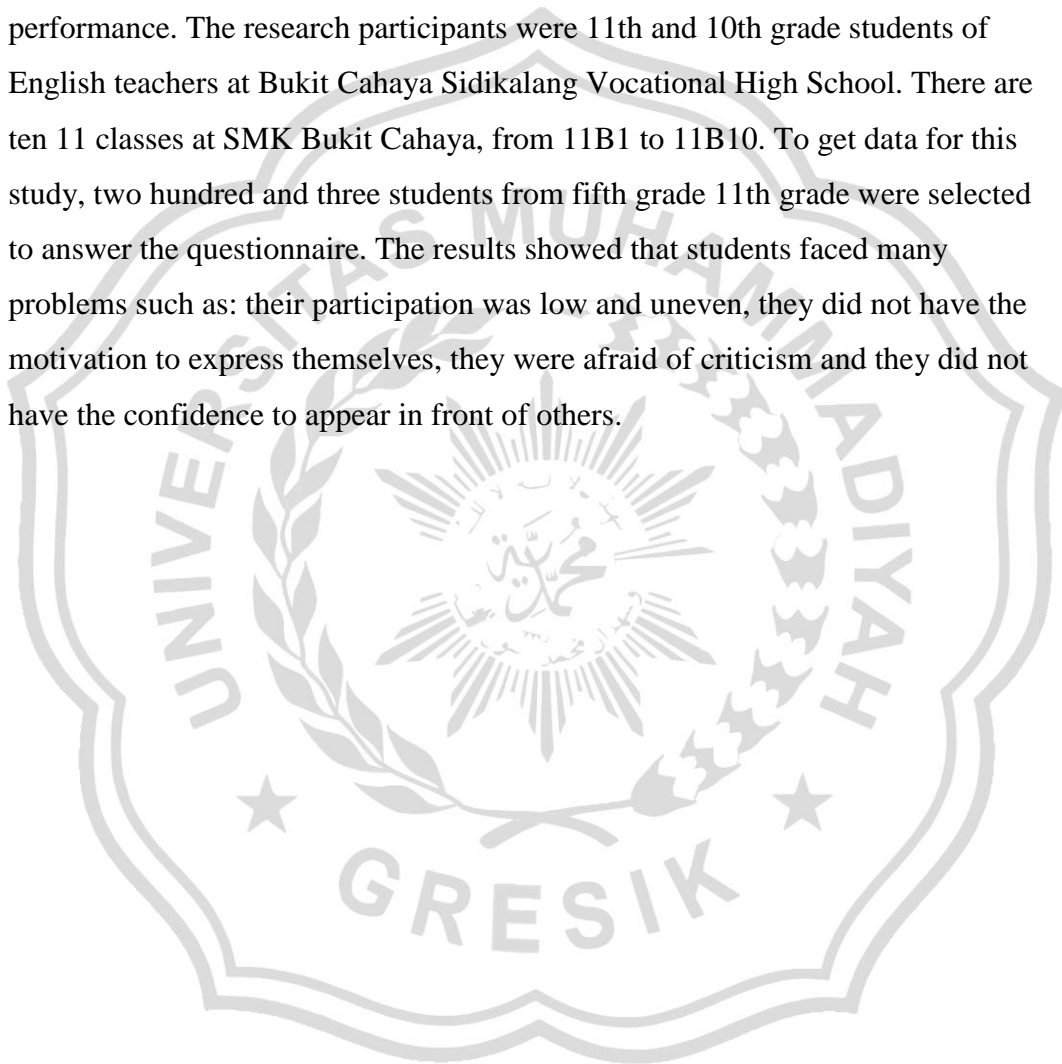 performance. The research participants were 11th and 10th grade students of
English teachers at Bukit Cahaya Sidikalang Vocational High School. There are
ten 11 classes at SMK Bukit Cahaya, from 11B1 to 11B10. To get data for this
study, two hundred and three students from fifth grade 11th grade were selected
to answer the questionnaire. The results showed that students faced many
problems such as: their participation was low and uneven, they did not have the
motivation to express themselves, they were afraid of criticism and they did not
have the confidence to appear in front of others.
UNIVERSITAS MUHAMMADIYAH
GRESIK